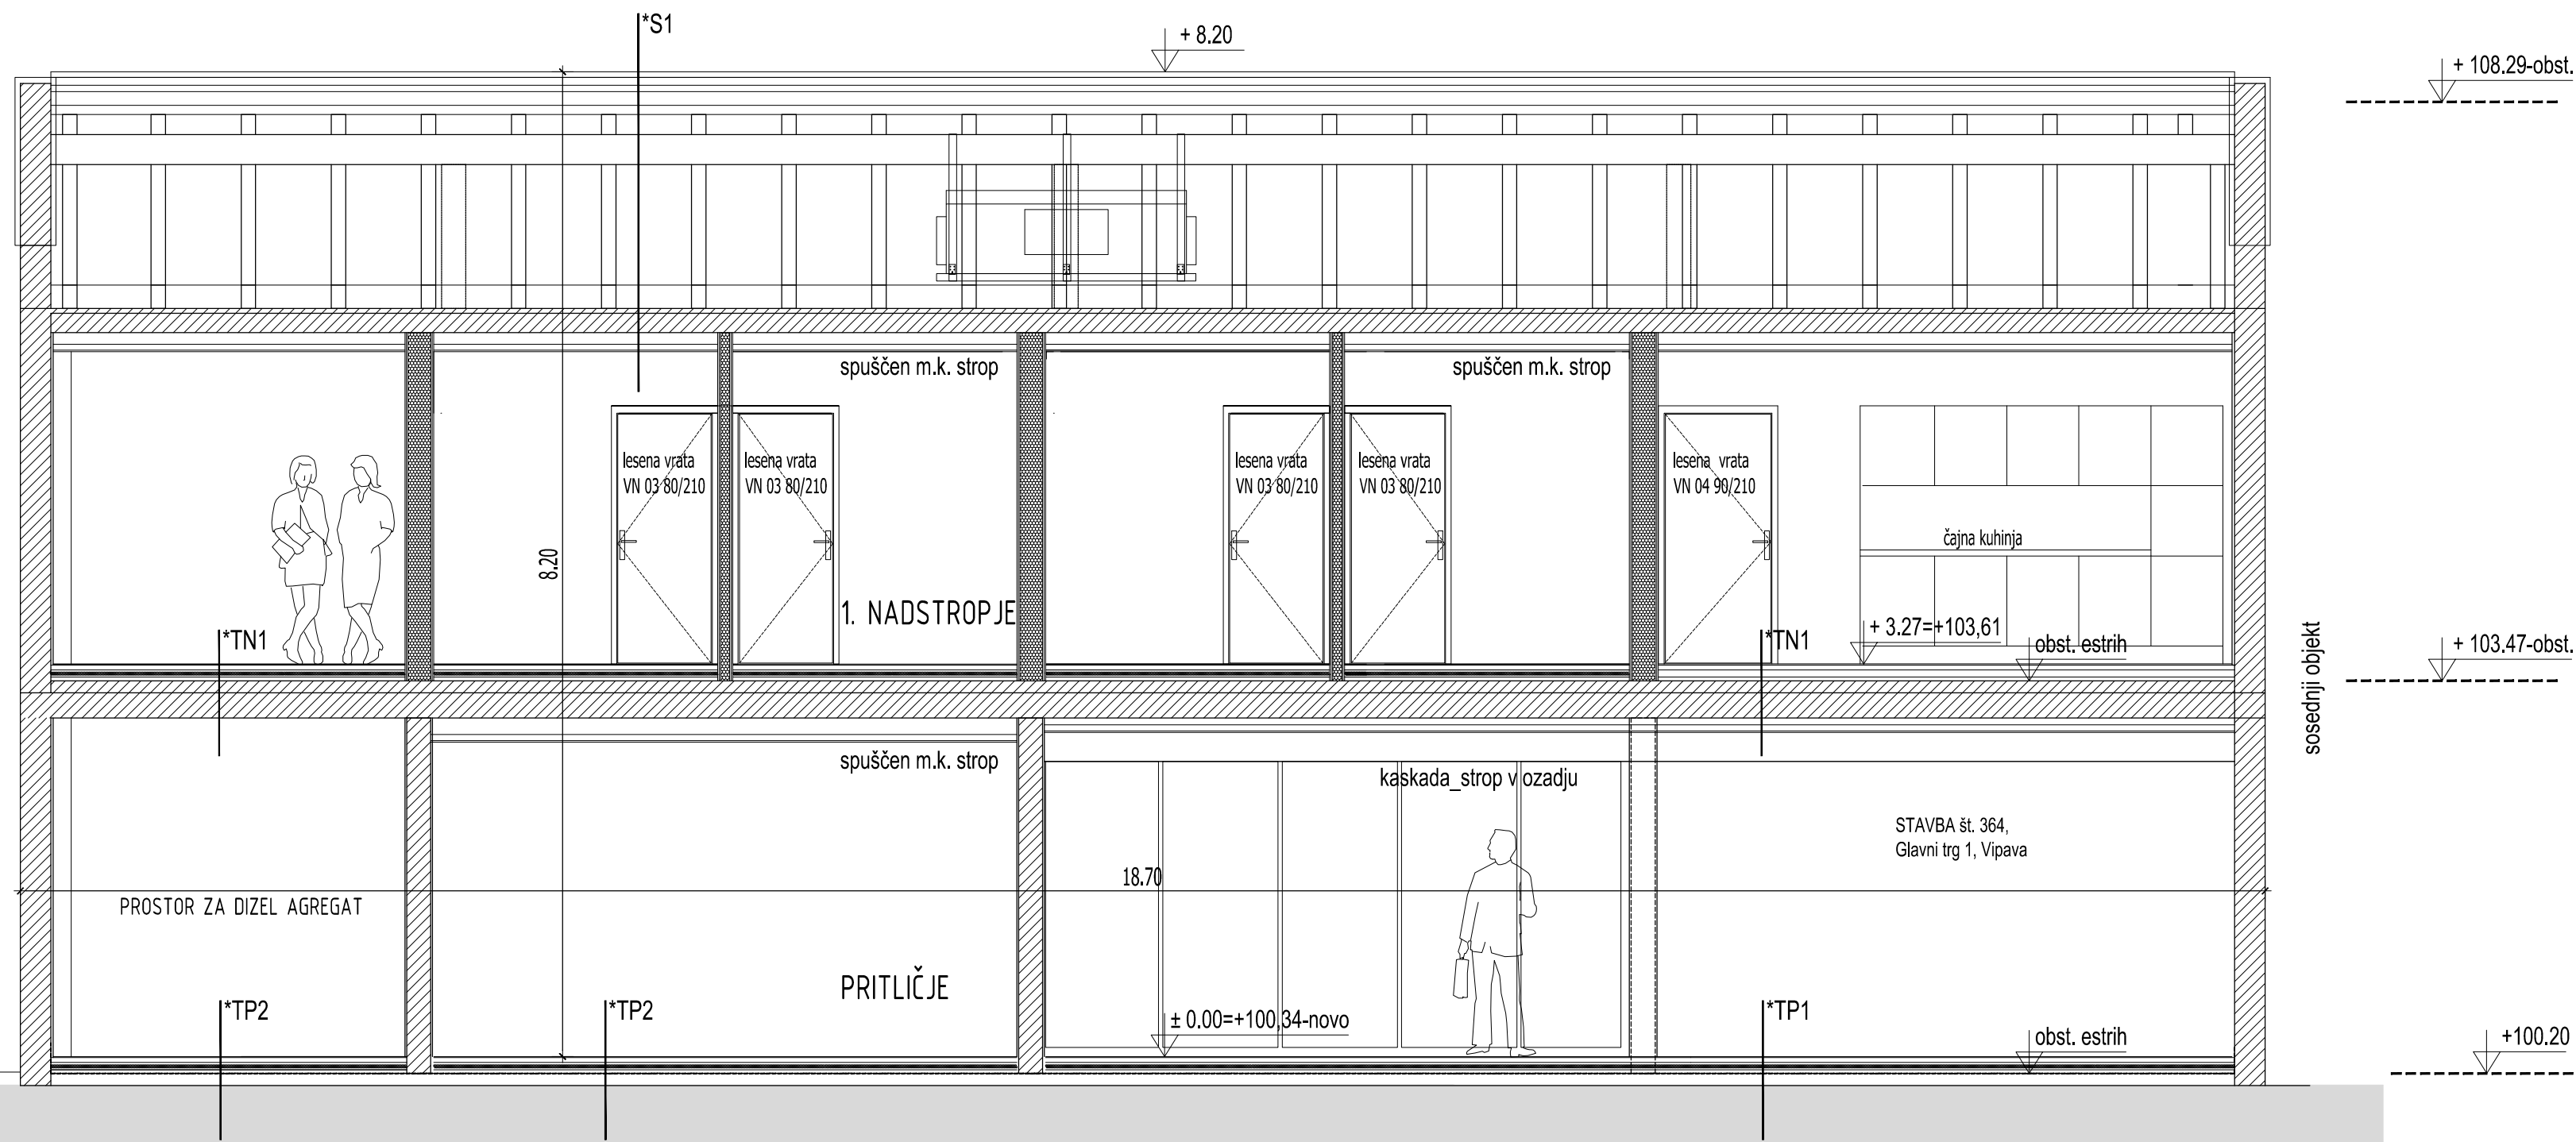 *S1
+ 8.20
+ 108.29-obst.
spuščen m.k. strop
spuščen m.k. strop
lesena vrata
VN 03 80/210
lesena vrata
VN 03 80/210
lesena vrata
VN 03 80/210
lesena vrata
VN 03 80/210
lesena vrata
VN 04 90/210
čajna kuhinja
8.20
1. NADSTROPJE
*TN1
*TN1
+ 3.27=+103,61
obst. estrih
+ 103.47-obst.
sosednji objekt
spuščen m.k. strop
kaskada_strop v ozadju
STAVBA št. 364,
Glavni trg 1, Vipava
18.70
PROSTOR ZA DIZEL AGREGAT
PRITLIČJE
*TP2
*TP2
± 0.00=+100,34-novo
*TP1
obst. estrih
+100.20